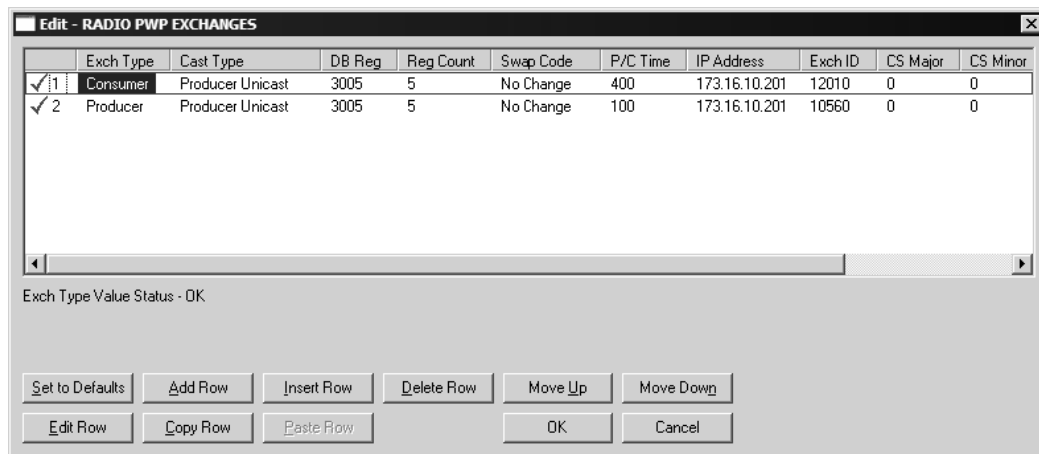 Edit - RADIO PWP EXCHANGES
Exch Type Cast Type DB Reg Reg Count Swap Code P/C Time IP Address Exch ID CS Major CS Minor
1 Consumer Producer Unicast 3005 5 No Change 400 173.16.10.201 12010 0 0
2 Producer Producer Unicast 3005 5 No Change 100 173.16.10.201 10560 0 0
Exch Type Value Status - OK
Set to Defaults Add Row Insert Row Delete Row Move Up Move Down
Edit Row Copy Row Paste Row OK Cancel